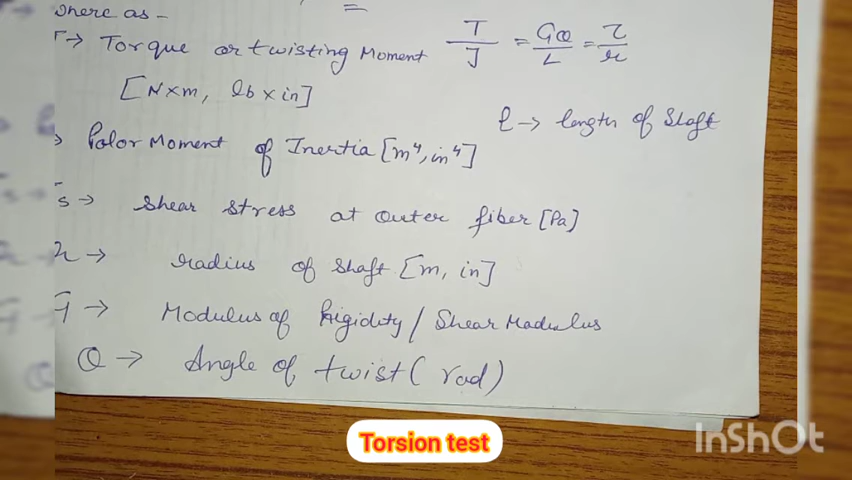 where as -
T → Torque or twisting Moment T/J = Gθ/L = τ/r
[N×m, lb×in]
l → length of Shaft
→ Polar Moment of Inertia [m⁴, in⁴]
τs → Shear stress at outer fiber [Pa]
r → radius of shaft [m, in]
G → Modulus of Rigidity / Shear Modulus
θ → Angle of twist (rad)
Torsion test
InShOt